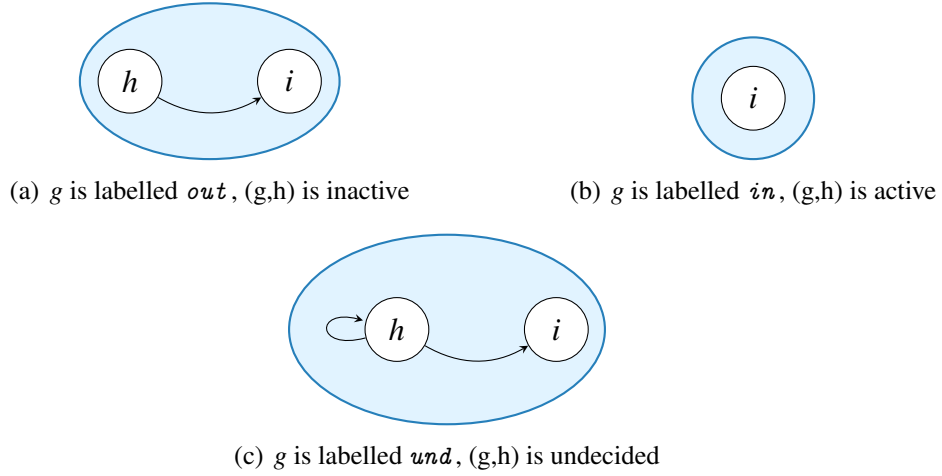 h i
i
(a) g is labelled out, (g,h) is inactive
(b) g is labelled in, (g,h) is active
h i
(c) g is labelled und, (g,h) is undecided